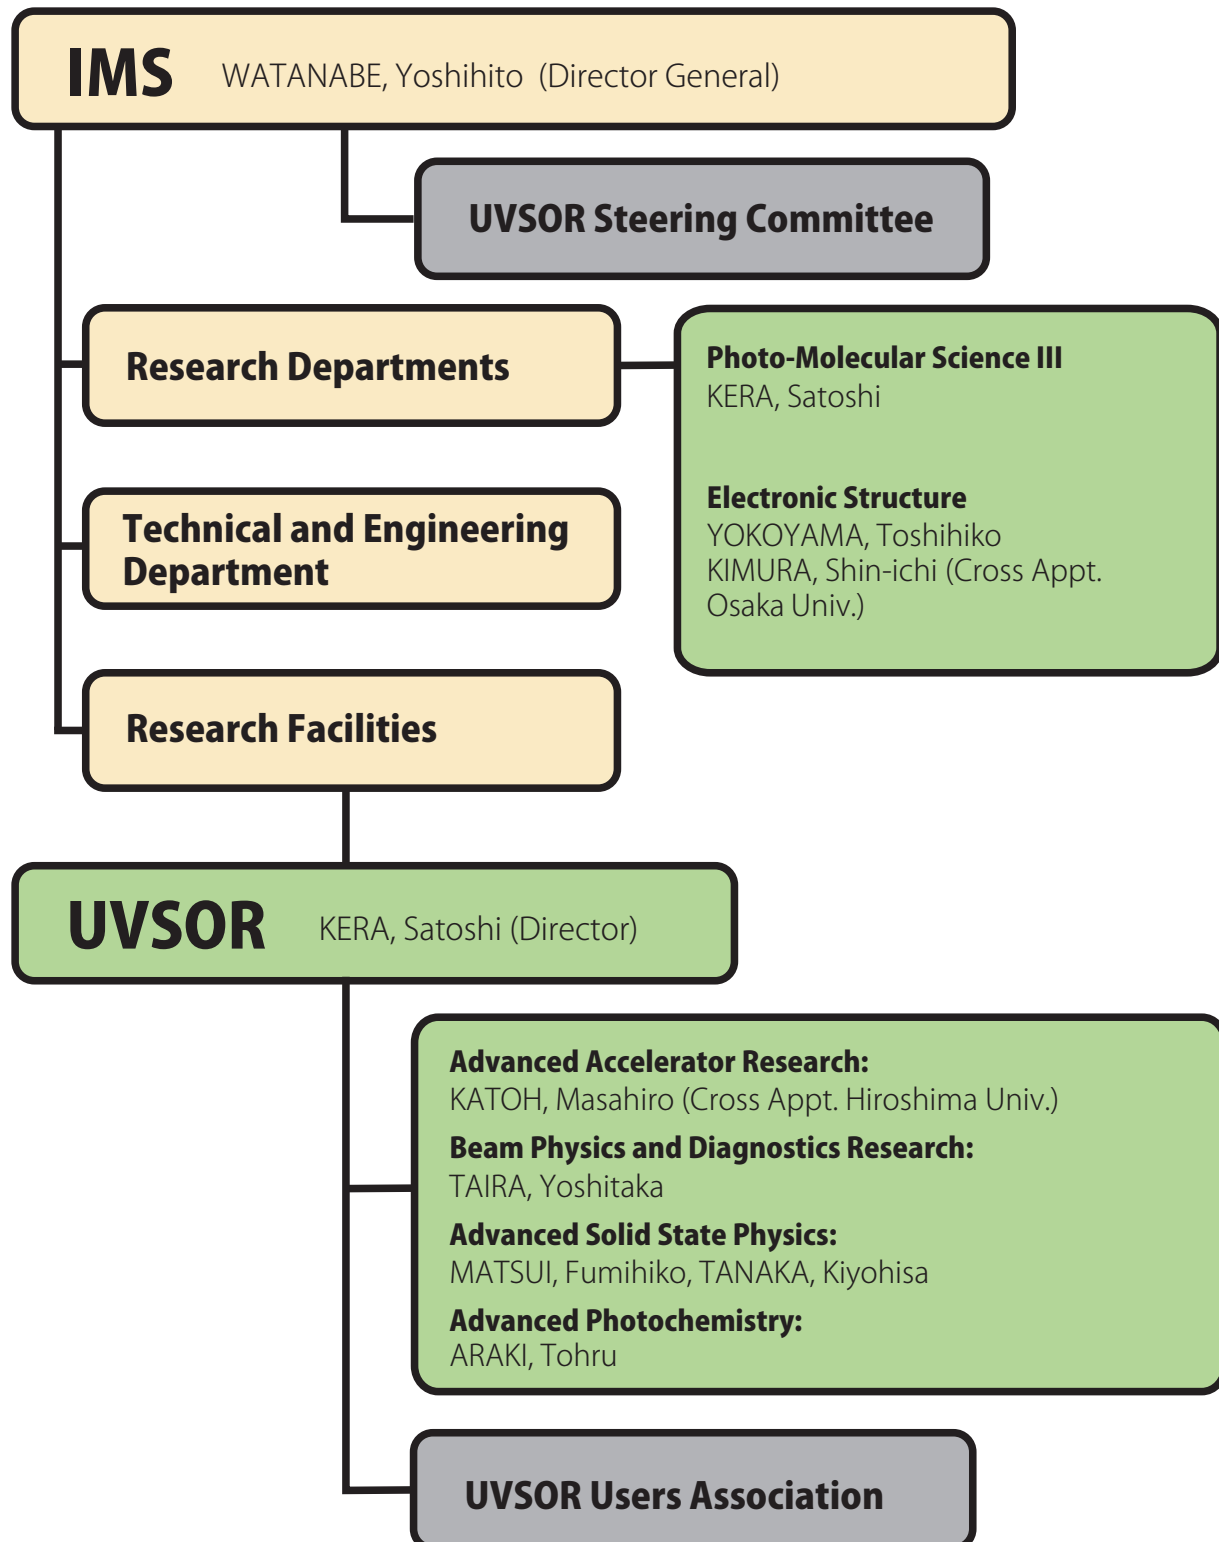 IMS WATANABE, Yoshihito (Director General)
UVSOR Steering Committee
Research Departments
Photo-Molecular Science III
KERA, Satoshi
Electronic Structure
YOKOYAMA, Toshihiko
KIMURA, Shin-ichi (Cross Appt.
Osaka Univ.)
Technical and Engineering
Department
Research Facilities
UVSOR KERA, Satoshi (Director)
Advanced Accelerator Research:
KATOH, Masahiro (Cross Appt. Hiroshima Univ.)
Beam Physics and Diagnostics Research:
TAIRA, Yoshitaka
Advanced Solid State Physics:
MATSUI, Fumihiko, TANAKA, Kiyohisa
Advanced Photochemistry:
ARAKI, Tohru
UVSOR Users Association